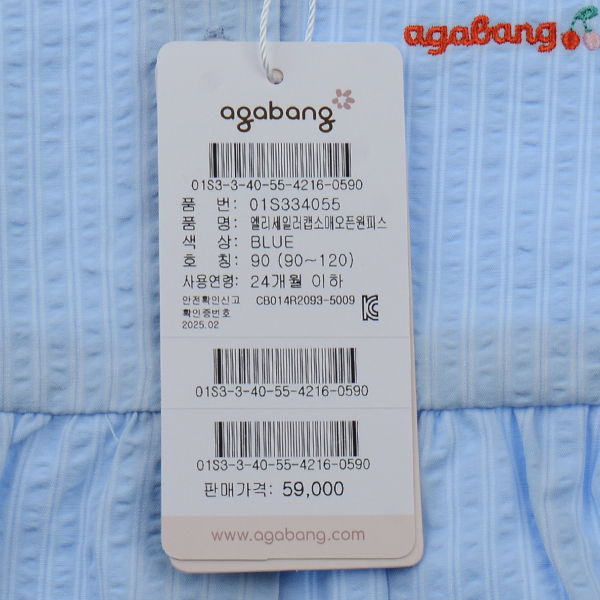 agabang
agabang
01S3-3-40-55-4216-0590
품 번: 01S334055
품 명: 엘리세일러캡소매오픈원피스
색 상: BLUE
호 칭: 90 (90~120)
사용연령: 24개월 이하
안전확인신고 CB014R2093-5009
확인증번호
2025.02
01S3-3-40-55-4216-0590
01S3-3-40-55-4216-0590
판매가격: 59,000
www.agabang.com